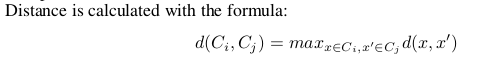 Distance is calculated with the formula:
d(C_i, C_j) = max_{x∈C_i,x'∈C_j} d(x, x')